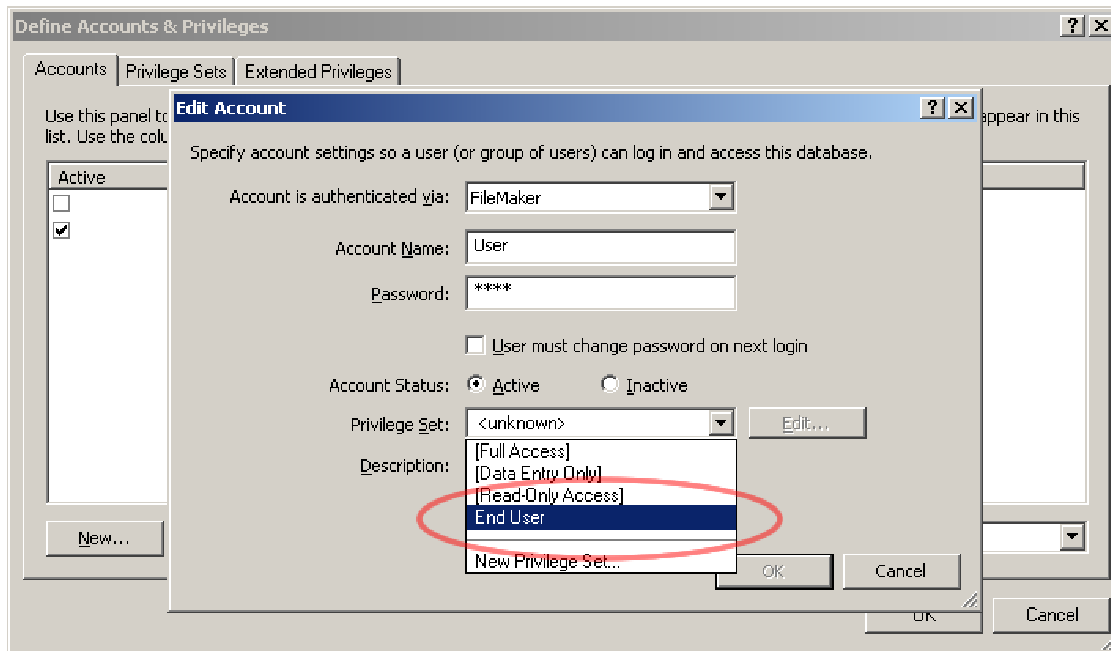 Define Accounts & Privileges
Accounts
Privilege Sets
Extended Privileges
Use this panel to
appear in this
list. Use the colu
Active
Edit Account
Specify account settings so a user (or group of users) can log in and access this database.
Account is authenticated via:
FileMaker
Account Name:
User
Password:
****
User must change password on next login
Account Status:
Active
Inactive
Privilege Set:
<unknown>
Edit...
[Full Access]
[Data Entry Only]
[Read-Only Access]
End User
New Privilege Set...
Description:
OK
Cancel
New...
OK
Cancel